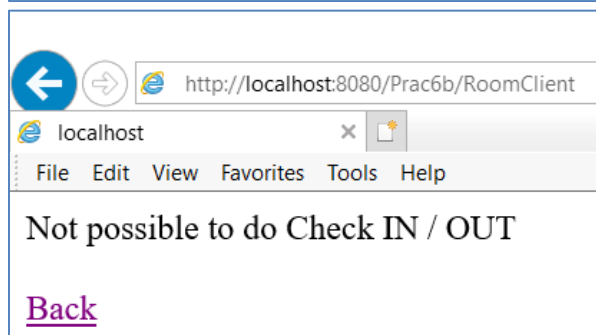 http://localhost:8080/Prac6b/RoomClient
localhost
File Edit View Favorites Tools Help
Not possible to do Check IN / OUT
Back